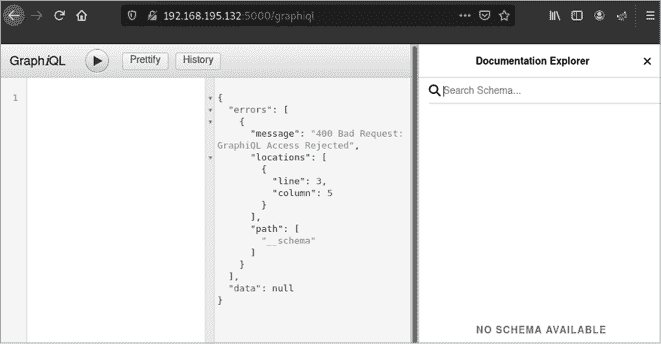 192.168.195.132:5000/graphiql
GraphiQL
Prettify
History
Documentation Explorer
Search Schema...
1
{
"errors": [
{
"message": "400 Bad Request:
GraphiQL Access Rejected",
"locations": [
{
"line": 3,
"column": 5
}
],
"path": [
"__schema"
]
}
],
"data": null
}
NO SCHEMA AVAILABLE